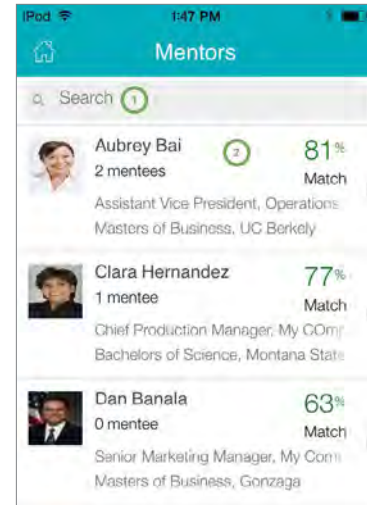 iPod 1:47 PM
Mentors
Search 1
Aubrey Bai 2 81%
2 mentees Match
Assistant Vice President, Operations
Masters of Business, UC Berkely
Clara Hernandez 77%
1 mentee Match
Chief Production Manager, My COm
Bachelors of Science, Montana State
Dan Banala 63%
0 mentee Match
Senior Marketing Manager, My Com
Masters of Business, Gonzaga